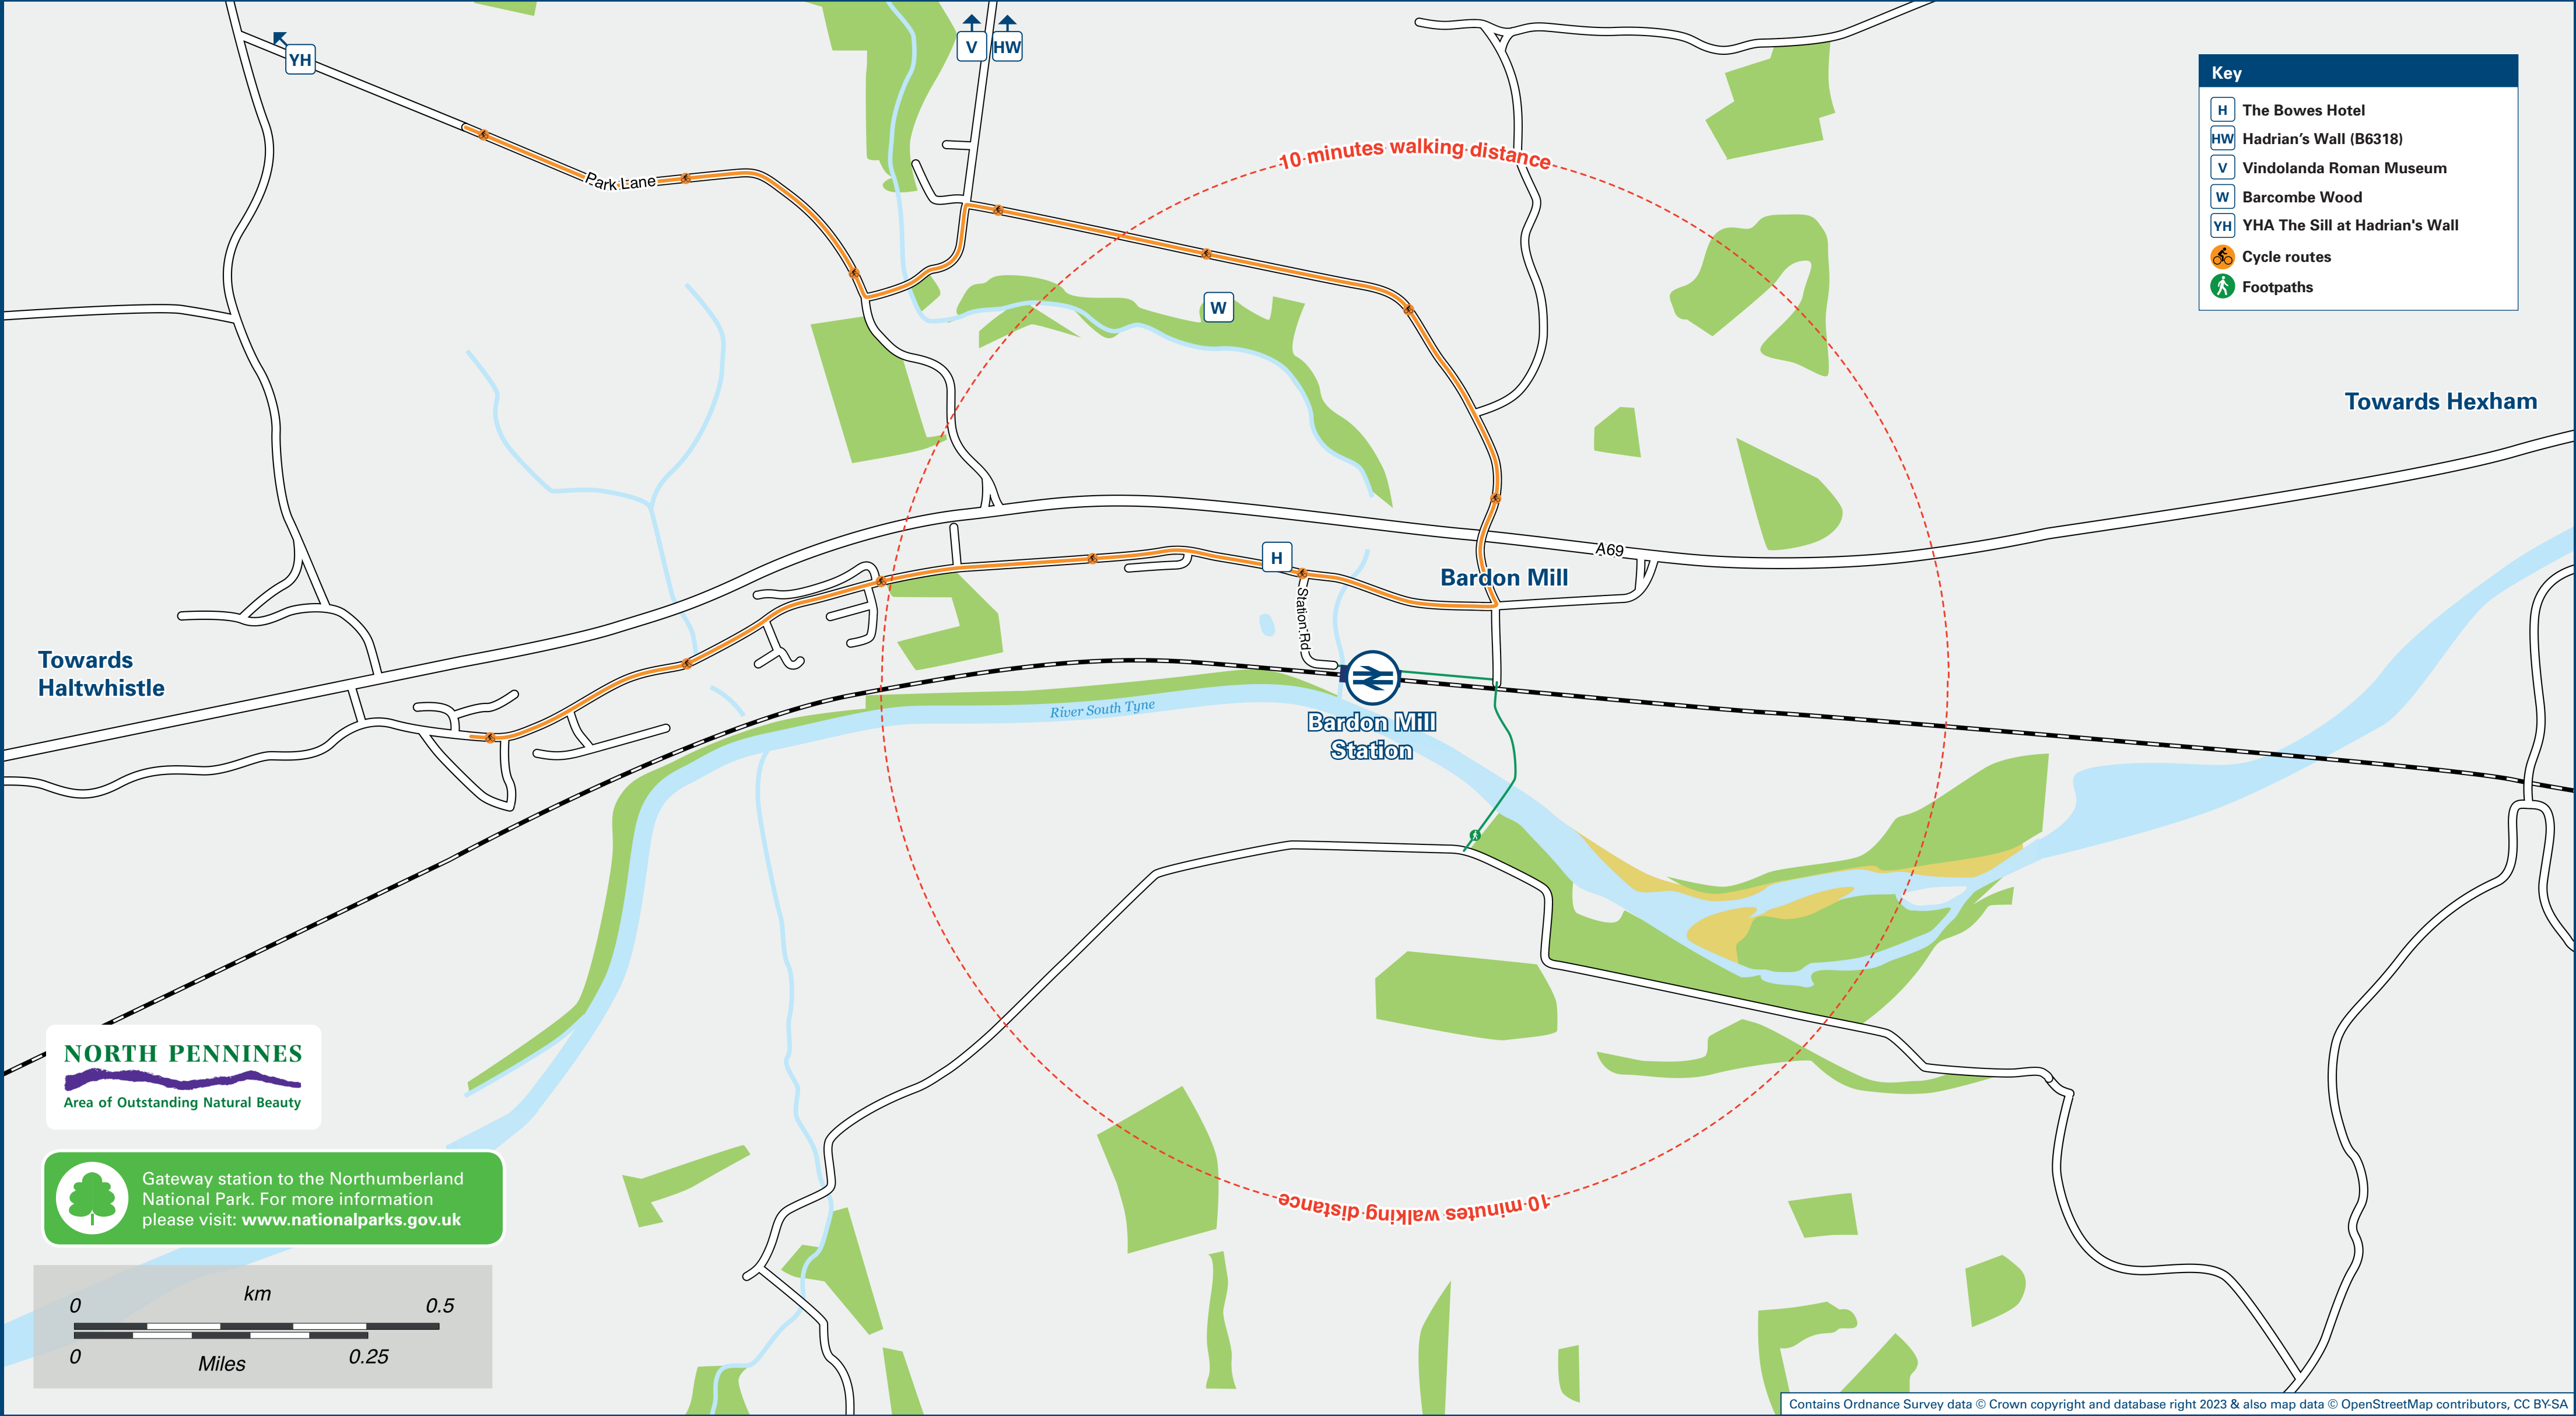 YH
V
HW
Key
H The Bowes Hotel
HW Hadrian's Wall (B6318)
V Vindolanda Roman Museum
W Barcombe Wood
YH YHA The Sill at Hadrian's Wall
Cycle routes
Footpaths
10 minutes walking distance
Park Lane
W
Towards Hexham
A69
H
Bardon Mill
Station Rd
Towards
Haltwhistle
River South Tyne
Bardon Mill
Station
NORTH PENNINES
Area of Outstanding Natural Beauty
Gateway station to the Northumberland
National Park. For more information
please visit: www.nationalparks.gov.uk
10 minutes walking distance
km
0 0.5
0 0.25
Miles
Contains Ordnance Survey data © Crown copyright and database right 2023 & also map data © OpenStreetMap contributors, CC BY-SA